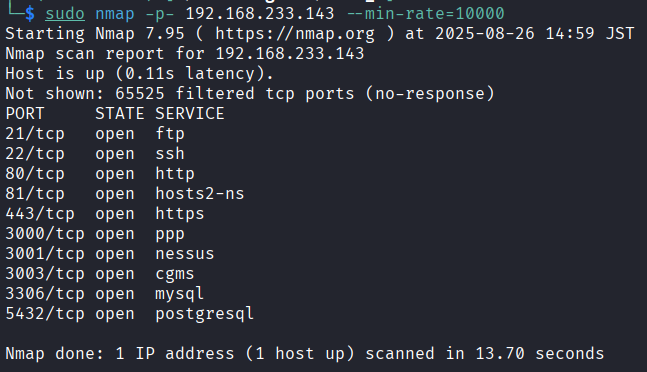 └─$ sudo nmap -p- 192.168.233.143 --min-rate=10000
Starting Nmap 7.95 ( https://nmap.org ) at 2025-08-26 14:59 JST
Nmap scan report for 192.168.233.143
Host is up (0.11s latency).
Not shown: 65525 filtered tcp ports (no-response)
PORT     STATE SERVICE
21/tcp   open  ftp
22/tcp   open  ssh
80/tcp   open  http
81/tcp   open  hosts2-ns
443/tcp  open  https
3000/tcp open  ppp
3001/tcp open  nessus
3003/tcp open  cgms
3306/tcp open  mysql
5432/tcp open  postgresql

Nmap done: 1 IP address (1 host up) scanned in 13.70 seconds